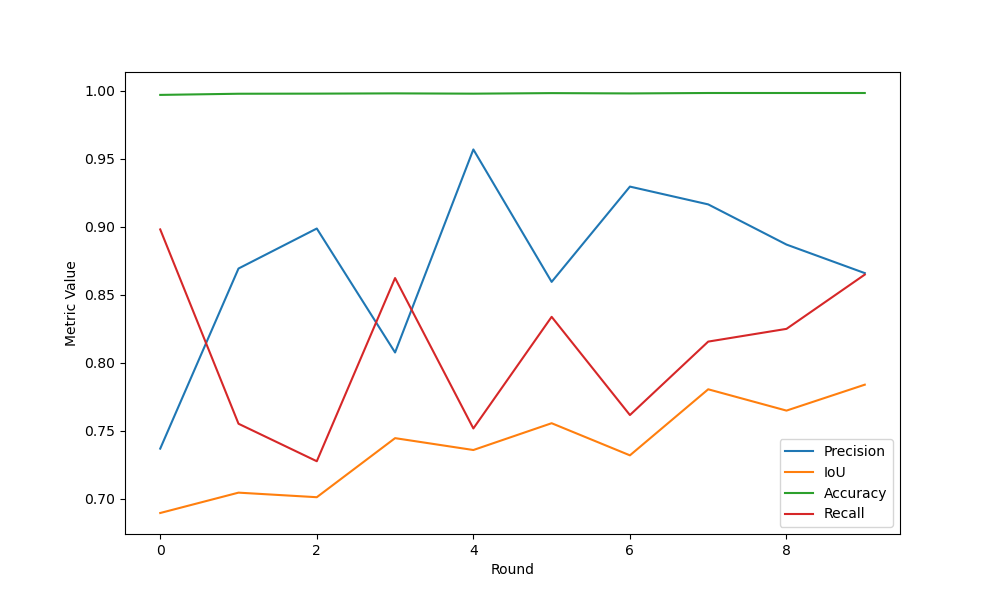 1.00
0.95
0.90
0.85
0.80
0.75
0.70
Metric Value
0 2 4 6 8
Round
Precision
IoU
Accuracy
Recall